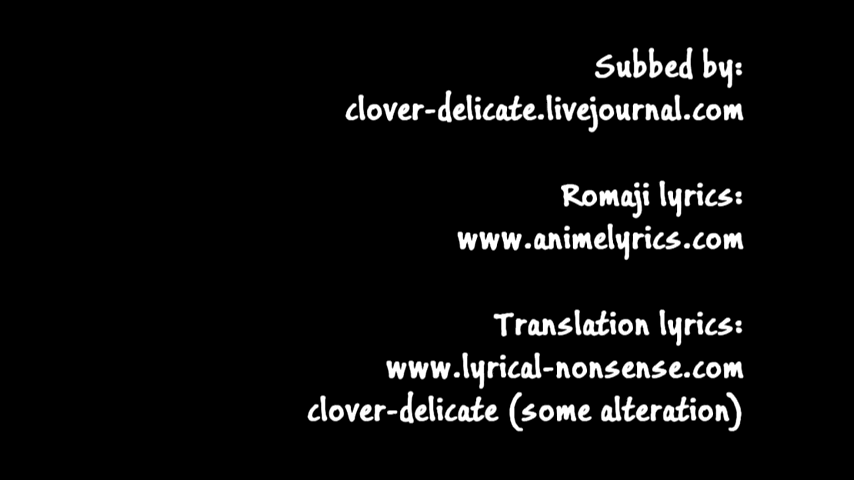 Subbed by:
clover-delicate.livejournal.com
Romaji lyrics:
www.animelyrics.com
Translation lyrics:
www.lyrical-nonsense.com
clover-delicate (some alteration)